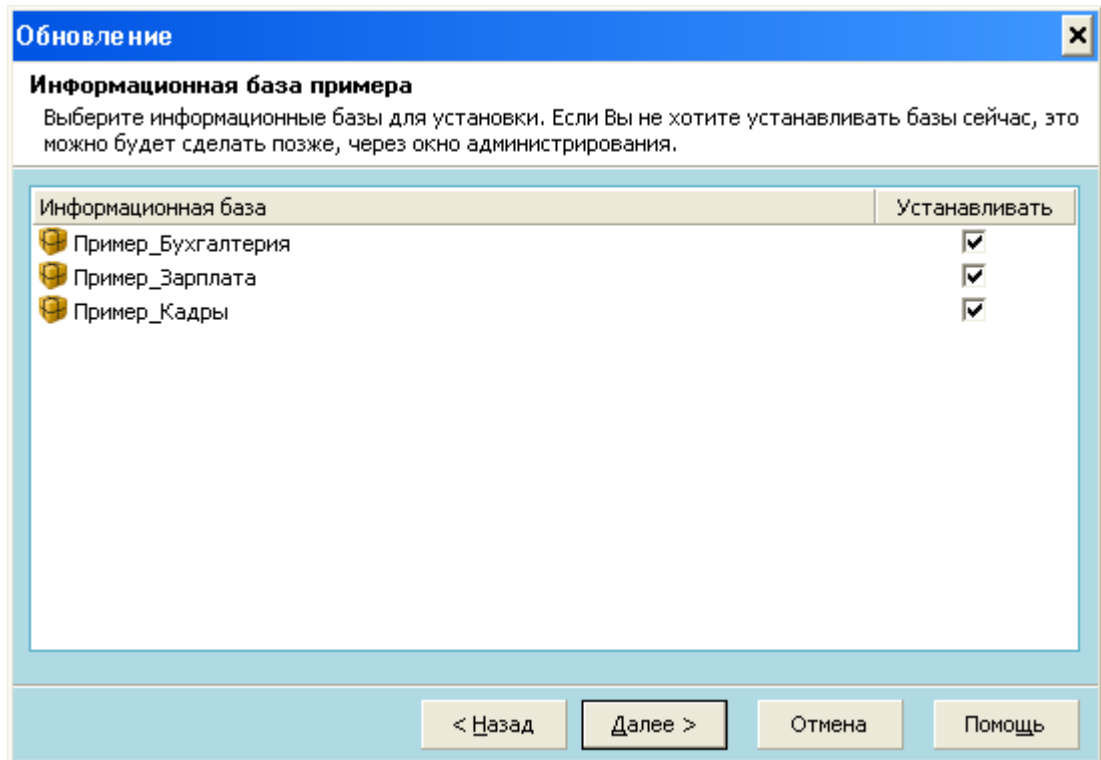 Обновление
Информационная база примера
Выберите информационные базы для установки. Если Вы не хотите устанавливать базы сейчас, это
можно будет сделать позже, через окно администрирования.
Информационная база Устанавливать
Пример_Бухгалтерия
Пример_Зарплата
Пример_Кадры
< Назад Далее > Отмена Помощь